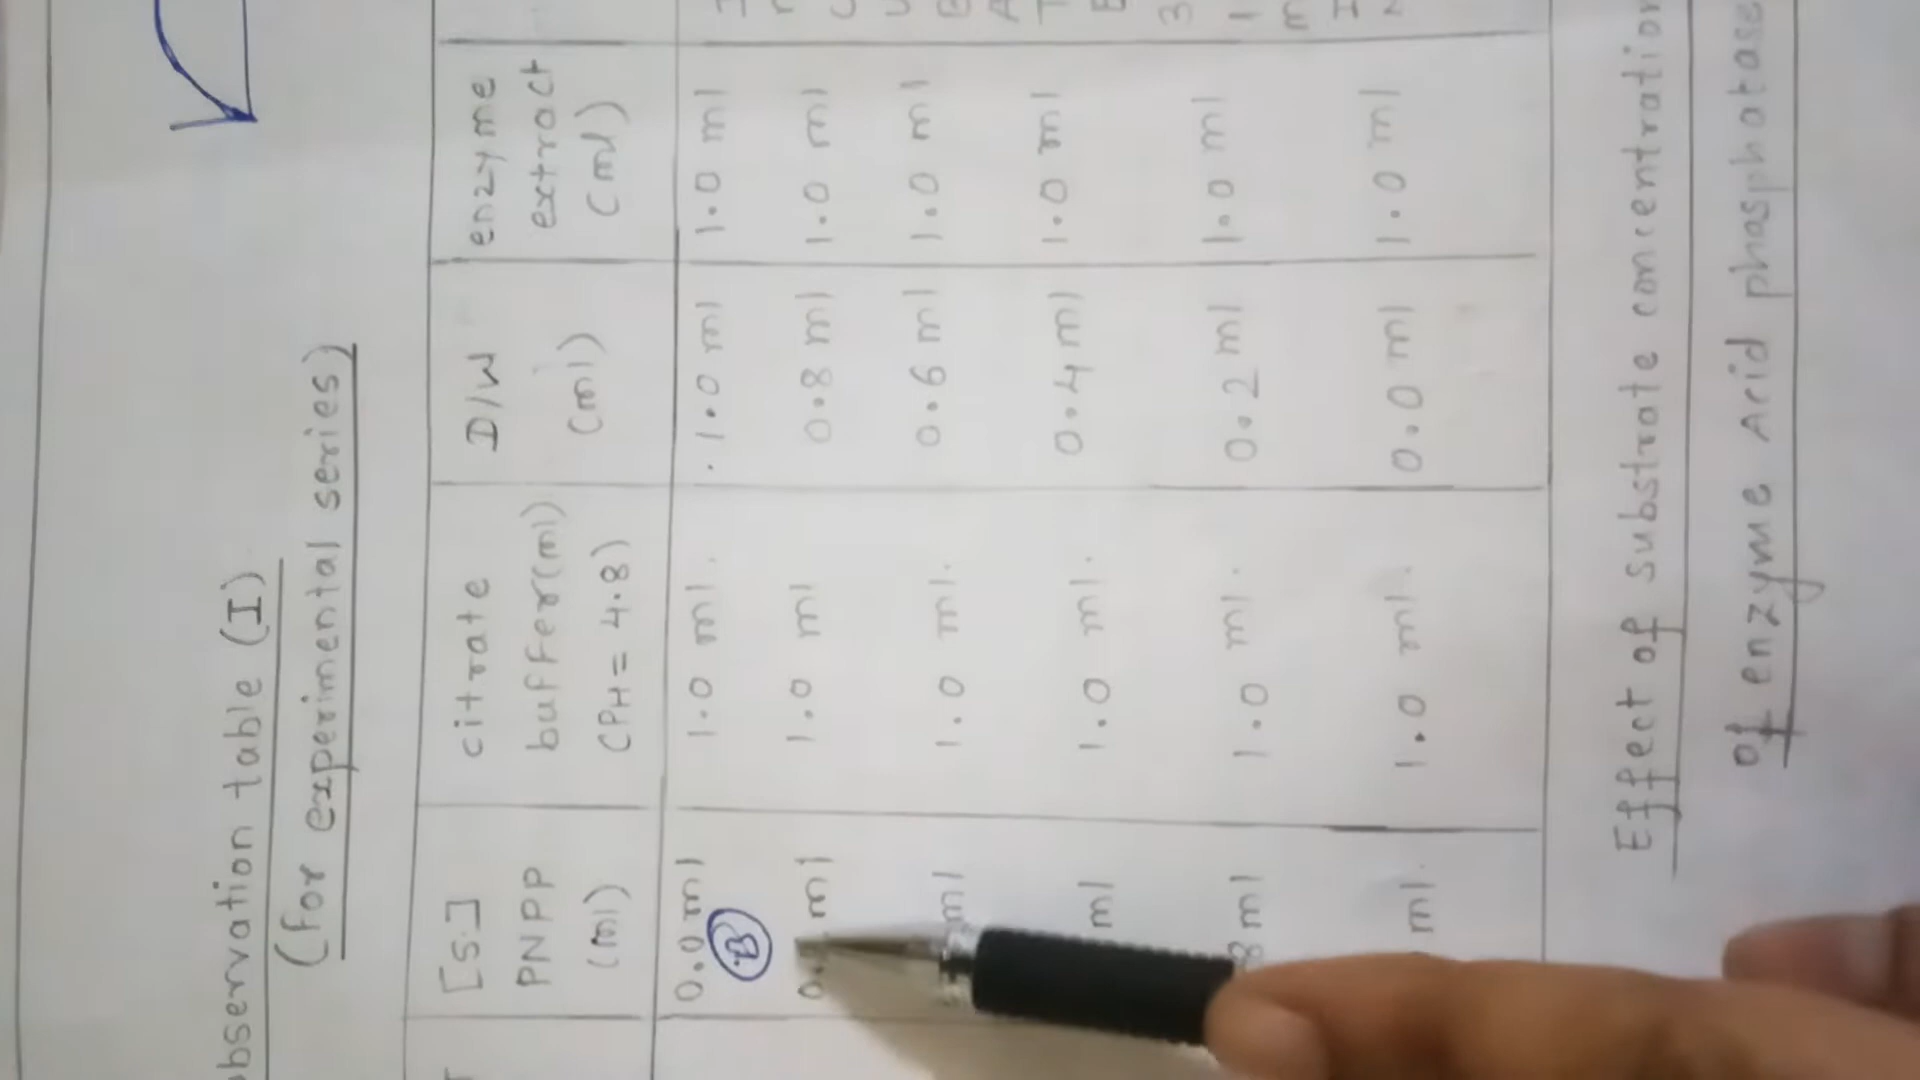 observation table (I)
(for experimental series)
[S.] PNPP (ml)
citrate buffer(ml) (PH = 4.8)
D/W (ml)
enzyme extract (ml)
0.0 ml 1.0 ml. 1.0 ml 1.0 ml
B
ml 1.0 ml 0.8 ml 1.0 ml
ml 1.0 ml. 0.6 ml 1.0 ml
ml 1.0 ml. 0.4 ml 1.0 ml
8 ml 1.0 ml. 0.2 ml 1.0 ml
ml. 1.0 ml. 0.0 ml 1.0 ml
Effect of substrate concentration
of enzyme Acid phosphatase